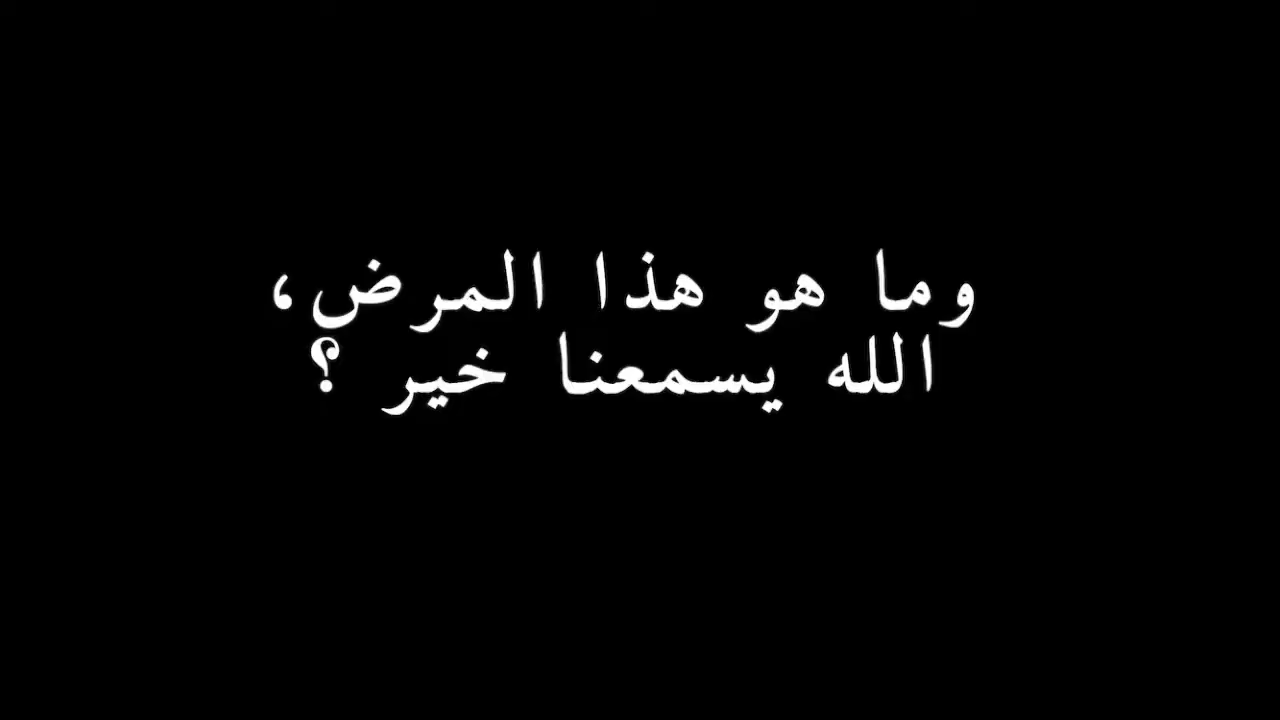 وما هو هذا المرض،
الله يسمعنا خير ؟